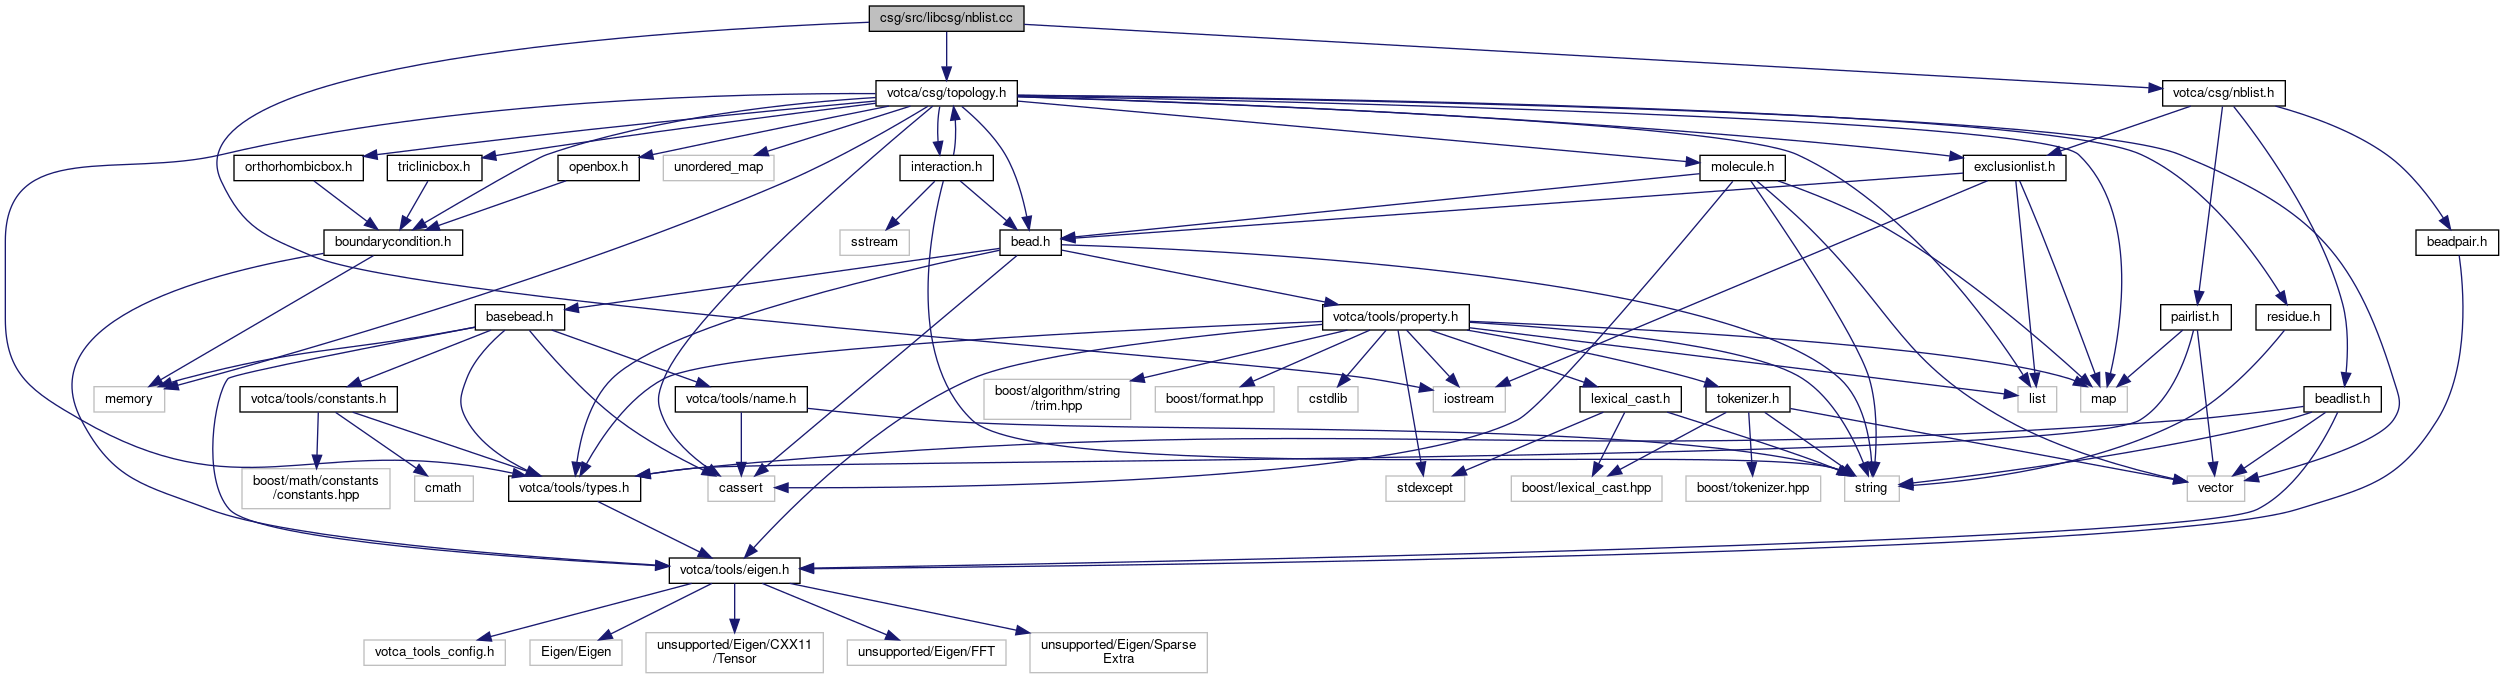 csg/src/libcsg/nblist.cc
votca/csg/topology.h
votca/csg/nblist.h
orthorhombicbox.h
triclinicbox.h
openbox.h
unordered_map
interaction.h
molecule.h
exclusionlist.h
boundarycondition.h
sstream
bead.h
beadpair.h
basebead.h
votca/tools/property.h
pairlist.h
residue.h
memory
votca/tools/constants.h
votca/tools/name.h
boost/algorithm/string
/trim.hpp
boost/format.hpp
cstdlib
iostream
lexical_cast.h
tokenizer.h
list
map
beadlist.h
boost/math/constants
/constants.hpp
cmath
votca/tools/types.h
cassert
stdexcept
boost/lexical_cast.hpp
boost/tokenizer.hpp
string
vector
votca/tools/eigen.h
votca_tools_config.h
Eigen/Eigen
unsupported/Eigen/CXX11
/Tensor
unsupported/Eigen/FFT
unsupported/Eigen/Sparse
Extra